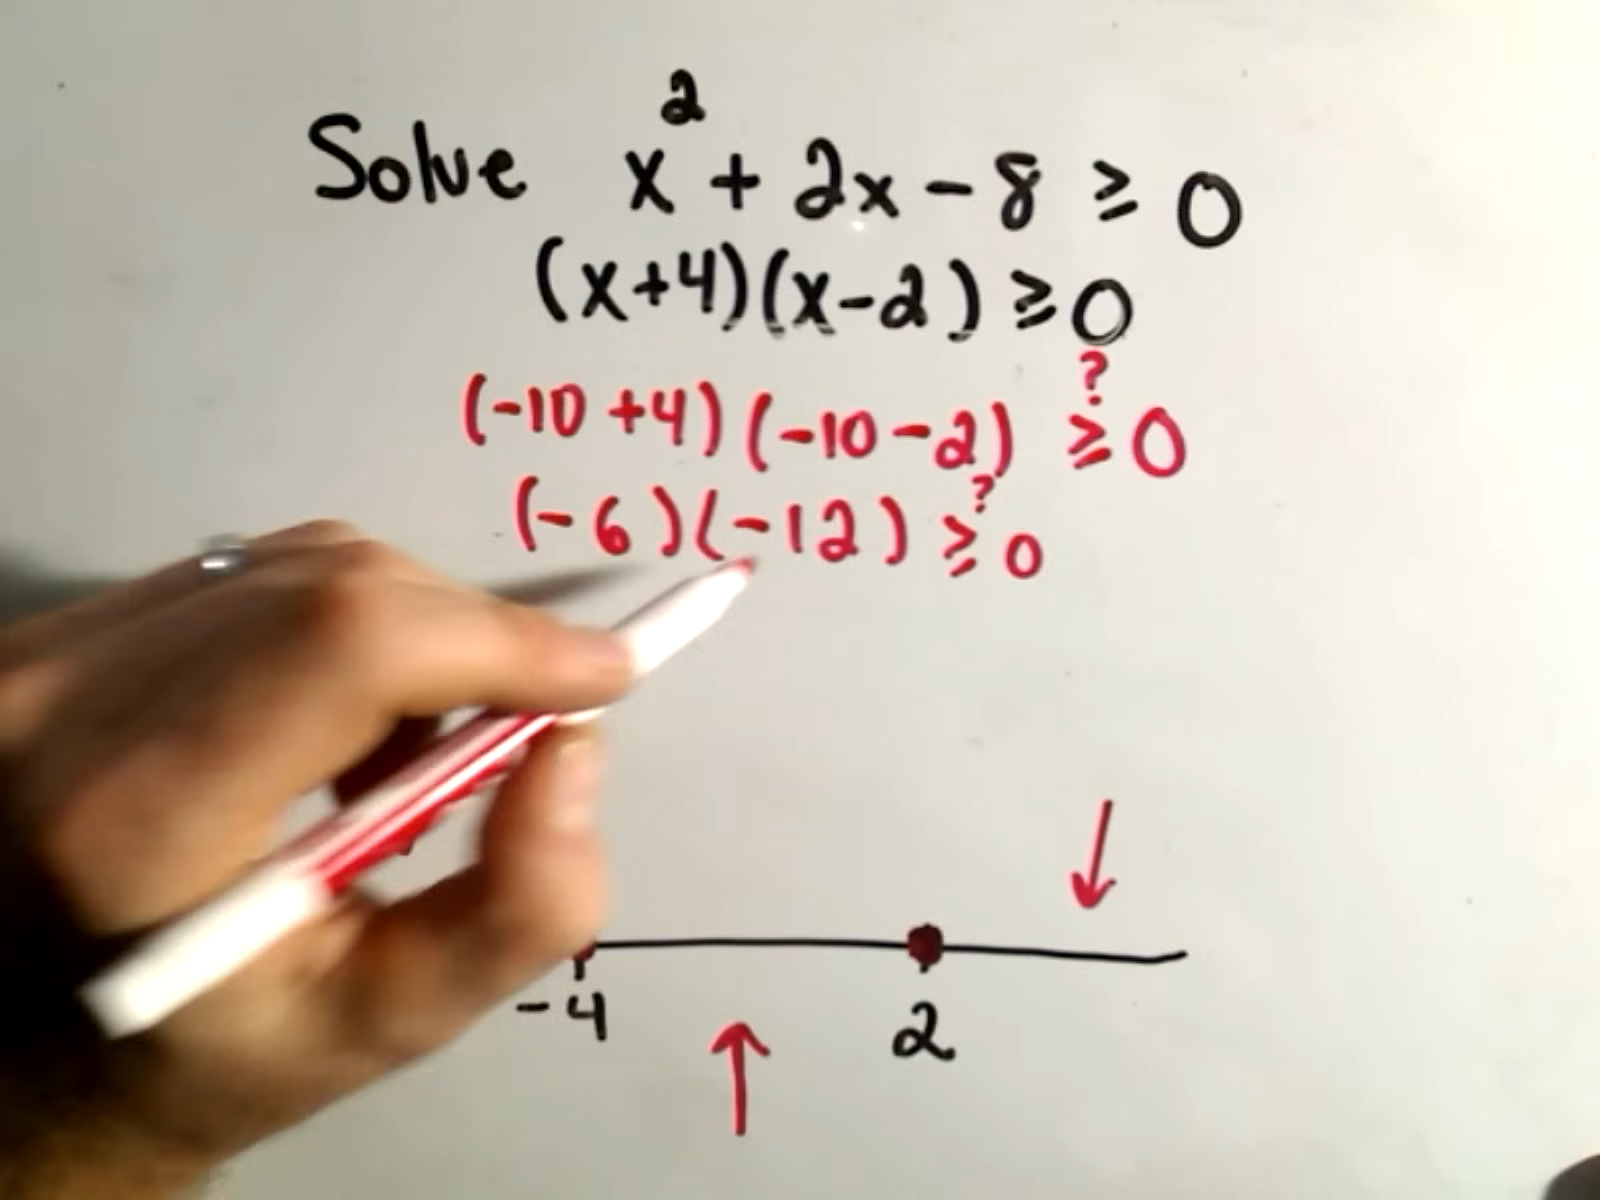 Solve x² + 2x - 8 ≥ 0
(x+4)(x-2) ≥ 0
?
(-10 +4)(-10-2) ≥ 0
?
(-6)(-12) ≥ 0
-4 2